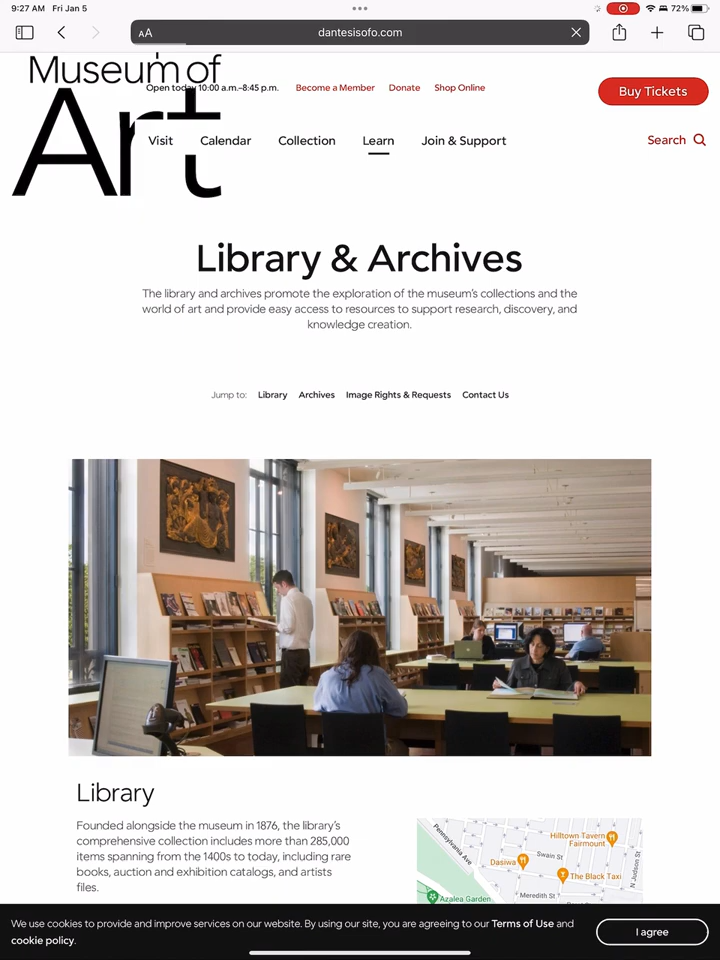 9:27 AM Fri Jan 5
72%
AA
dantesisofo.com
Museum of
Art
Open today 10:00 a.m.–8:45 p.m.
Become a Member
Donate
Shop Online
Buy Tickets
Visit
Calendar
Collection
Learn
Join & Support
Search
Library & Archives
The library and archives promote the exploration of the museum's collections and the
world of art and provide easy access to resources to support research, discovery, and
knowledge creation.
Jump to:
Library
Archives
Image Rights & Requests
Contact Us
Library
Founded alongside the museum in 1876, the library's
comprehensive collection includes more than 285,000
items spanning from the 1400s to today, including rare
books, auction and exhibition catalogs, and artists
files.
Pennsylvania Ave
Hilltown Tavern
Fairmount
Swain St
Dasiwa
The Black Taxi
N Judson St
Meredith St
Azalea Garden
We use cookies to provide and improve services on our website. By using our site, you are agreeing to our Terms of Use and
cookie policy.
I agree